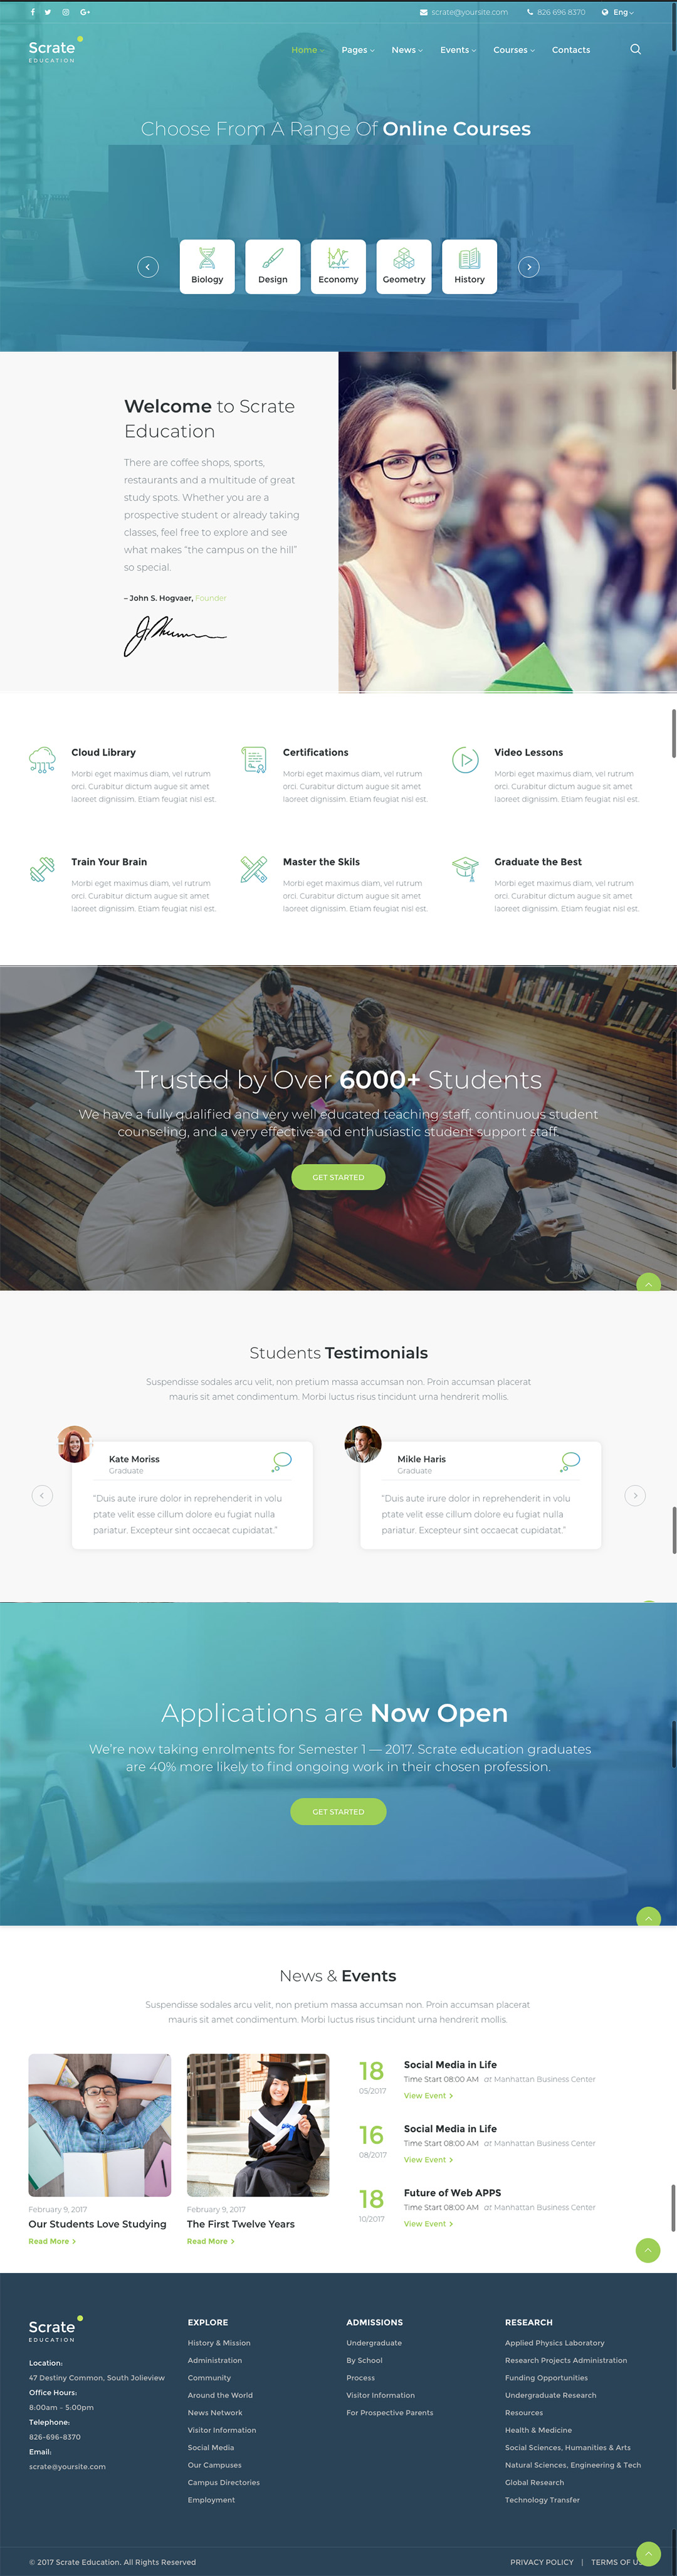 scrate@yoursite.com 826 696 8370 Eng
Scrate
EDUCATION
Home Pages News Events Courses Contacts
Choose From A Range Of Online Courses
Biology Design Economy Geometry History
Welcome to Scrate
Education
There are coffee shops, sports,
restaurants and a multitude of great
study spots. Whether you are a
prospective student or already taking
classes, feel free to explore and see
what makes “the campus on the hill”
so special.
– John S. Hogvaer, Founder
Cloud Library
Morbi eget maximus diam, vel rutrum
orci. Curabitur dictum augue sit amet
laoreet dignissim. Etiam feugiat nisl est.
Certifications
Morbi eget maximus diam, vel rutrum
orci. Curabitur dictum augue sit amet
laoreet dignissim. Etiam feugiat nisl est.
Video Lessons
Morbi eget maximus diam, vel rutrum
orci. Curabitur dictum augue sit amet
laoreet dignissim. Etiam feugiat nisl est.
Train Your Brain
Morbi eget maximus diam, vel rutrum
orci. Curabitur dictum augue sit amet
laoreet dignissim. Etiam feugiat nisl est.
Master the Skils
Morbi eget maximus diam, vel rutrum
orci. Curabitur dictum augue sit amet
laoreet dignissim. Etiam feugiat nisl est.
Graduate the Best
Morbi eget maximus diam, vel rutrum
orci. Curabitur dictum augue sit amet
laoreet dignissim. Etiam feugiat nisl est.
Trusted by Over 6000+ Students
We have a fully qualified and very well educated teaching staff, continuous student
counseling, and a very effective and enthusiastic student support staff
GET STARTED
Students Testimonials
Suspendisse sodales arcu velit, non pretium massa accumsan non. Proin accumsan placerat
mauris sit amet condimentum. Morbi luctus risus tincidunt urna hendrerit mollis.
Kate Moriss
Graduate
“Duis aute irure dolor in reprehenderit in volu
ptate velit esse cillum dolore eu fugiat nulla
pariatur. Excepteur sint occaecat cupidatat.”
Mikle Haris
Graduate
“Duis aute irure dolor in reprehenderit in volu
ptate velit esse cillum dolore eu fugiat nulla
pariatur. Excepteur sint occaecat cupidatat.”
Applications are Now Open
We’re now taking enrolments for Semester 1 — 2017. Scrate education graduates
are 40% more likely to find ongoing work in their chosen profession.
GET STARTED
News & Events
Suspendisse sodales arcu velit, non pretium massa accumsan non. Proin accumsan placerat
mauris sit amet condimentum. Morbi luctus risus tincidunt urna hendrerit mollis.
February 9, 2017
Our Students Love Studying
Read More >
February 9, 2017
The First Twelve Years
Read More >
18
05/2017
Social Media in Life
Time Start 08:00 AM at Manhattan Business Center
View Event >
16
08/2017
Social Media in Life
Time Start 08:00 AM at Manhattan Business Center
View Event >
18
10/2017
Future of Web APPS
Time Start 08:00 AM at Manhattan Business Center
View Event >
Scrate
EDUCATION
Location:
47 Destiny Common, South Jolieview
Office Hours:
8:00am – 5:00pm
Telephone:
826-696-8370
Email:
scrate@yoursite.com
EXPLORE
History & Mission
Administration
Community
Around the World
News Network
Visitor Information
Social Media
Our Campuses
Campus Directories
Employment
ADMISSIONS
Undergraduate
By School
Process
Visitor Information
For Prospective Parents
RESEARCH
Applied Physics Laboratory
Research Projects Administration
Funding Opportunities
Undergraduate Research
Resources
Health & Medicine
Social Sciences, Humanities & Arts
Natural Sciences, Engineering & Tech
Global Research
Technology Transfer
© 2017 Scrate Education. All Rights Reserved
PRIVACY POLICY | TERMS OF